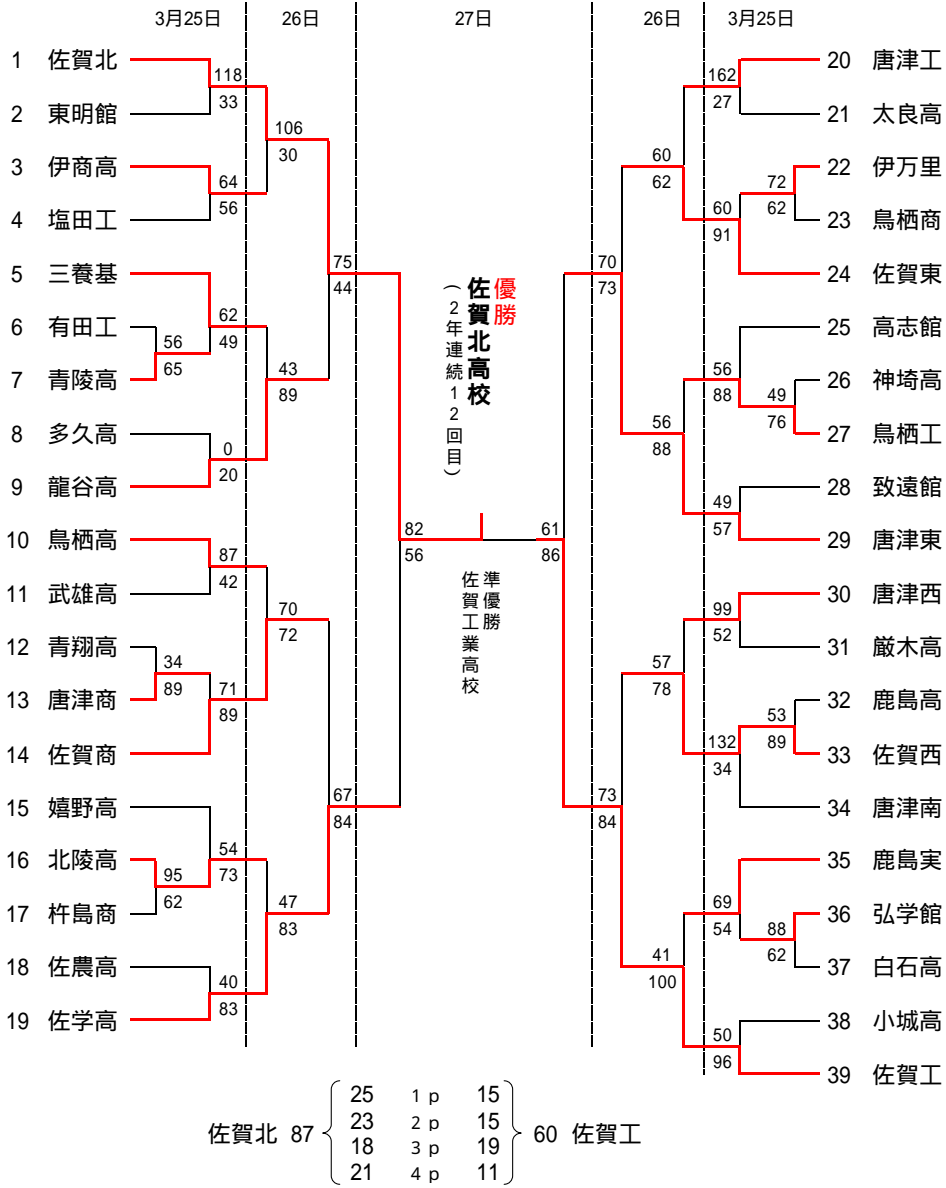 3月25日 26日 27日 26日 3月25日
1 佐賀北
2 東明館
3 伊商高
4 塩田工
5 三養基
6 有田工
7 青陵高
8 多久高
9 龍谷高
10 鳥栖高
11 武雄高
12 青翔高
13 唐津商
14 佐賀商
15 嬉野高
16 北陵高
17 杵島商
18 佐農高
19 佐学高
118
33
64
56
56
65
62
49
0
20
87
42
34
89
71
89
95
62
54
73
40
83
106
30
43
89
70
72
47
83
75
44
67
84
82
56
優勝
佐賀北高校
(2年連続12回目)
準優勝
佐賀工業高校
61
86
70
73
73
84
60
62
56
88
57
78
41
100
162
27
72
62
60
91
56
88
49
76
49
57
99
52
53
89
132
34
69
54
88
62
50
96
20 唐津工
21 太良高
22 伊万里
23 鳥栖商
24 佐賀東
25 高志館
26 神埼高
27 鳥栖工
28 致遠館
29 唐津東
30 唐津西
31 厳木高
32 鹿島高
33 佐賀西
34 唐津南
35 鹿島実
36 弘学館
37 白石高
38 小城高
39 佐賀工
25 1p 15
23 2p 15
佐賀北 87 60 佐賀工
18 3p 19
21 4p 11